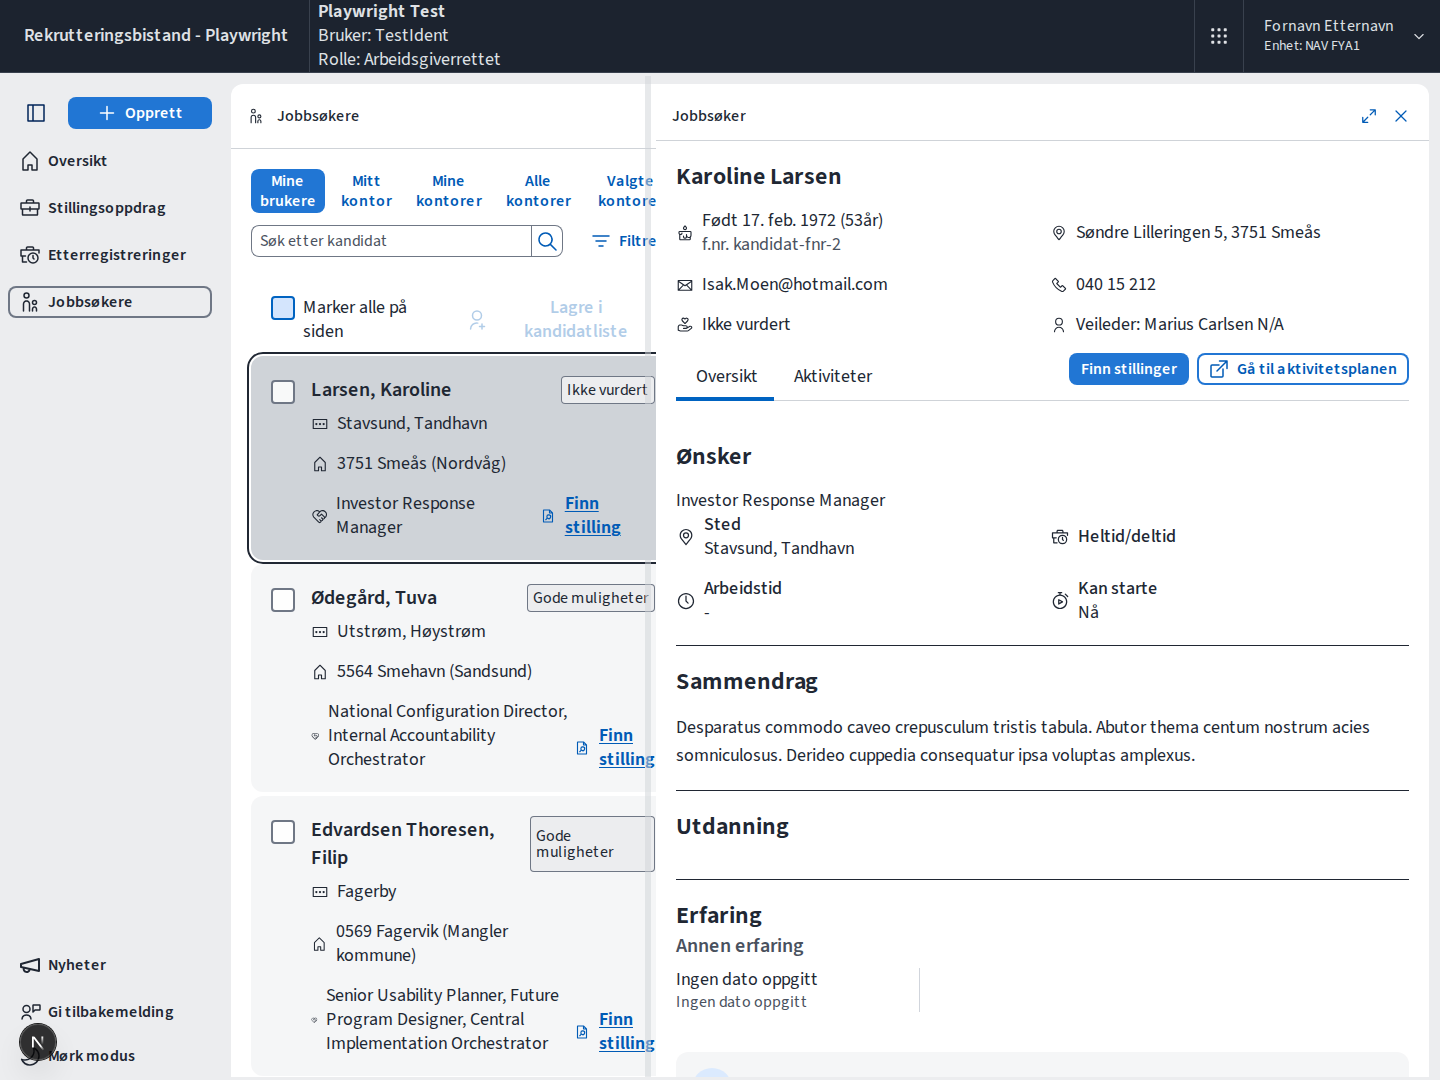 Rekrutteringsbistand - Playwright
Playwright Test
Bruker: TestIdent
Rolle: Arbeidsgiverrettet
Fornavn Etternavn
Enhet: NAV FYA1
Opprett
Oversikt
Stillingsoppdrag
Etterregistreringer
Jobbsøkere
Nyheter
Gi tilbakemelding
N
Mørk modus
Jobbsøkere
Mine brukere
Mitt kontor
Mine kontorer
Alle kontorer
Valgte kontore
Søk etter kandidat
Filtre
Marker alle på siden
Lagre i kandidatliste
Larsen, Karoline
Ikke vurdert
Stavsund, Tandhavn
3751 Smeås (Nordvåg)
Investor Response
Manager
Finn
stilling
Ødegård, Tuva
Gode muligheter
Utstrøm, Høystrøm
5564 Smehavn (Sandsund)
National Configuration Director,
Internal Accountability
Orchestrator
Finn
stilling
Edvardsen Thoresen,
Filip
Gode
muligheter
Fagerby
0569 Fagervik (Mangler
kommune)
Senior Usability Planner, Future
Program Designer, Central
Implementation Orchestrator
Finn
stilling
Jobbsøker
Karoline Larsen
Født 17. feb. 1972 (53år)
f.nr. kandidat-fnr-2
Søndre Lilleringen 5, 3751 Smeås
Isak.Moen@hotmail.com
040 15 212
Ikke vurdert
Veileder: Marius Carlsen N/A
Oversikt
Aktiviteter
Finn stillinger
Gå til aktivitetsplanen
Ønsker
Investor Response Manager
Sted
Stavsund, Tandhavn
Heltid/deltid
Arbeidstid
-
Kan starte
Nå
Sammendrag
Desparatus commodo caveo crepusculum tristis tabula. Abutor thema centum nostrum acies
somniculosus. Derideo cuppedia consequatur ipsa voluptas amplexus.
Utdanning
Erfaring
Annen erfaring
Ingen dato oppgitt
Ingen dato oppgitt